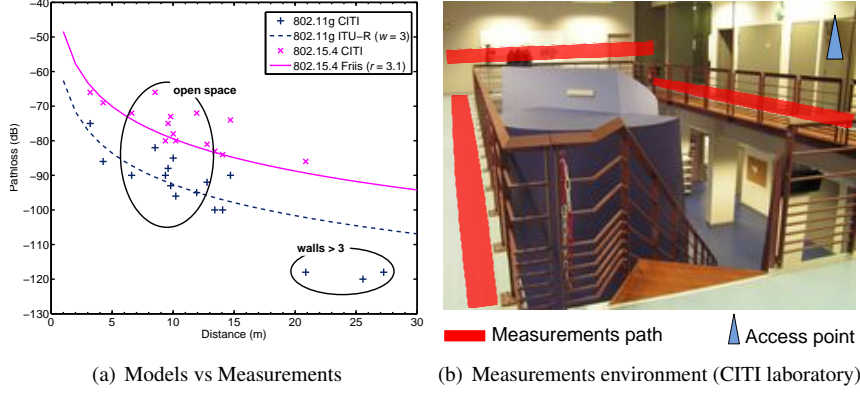 −40
−50
−60
−70
−80
−90
−100
−110
−120
−130
Pathloss (dB)
0
5
10
15
20
25
30
Distance (m)
802.11g CITI
802.11g ITU−R (w = 3)
802.15.4 CITI
802.15.4 Friis (r = 3.1)
open space
walls > 3
(a) Models vs Measurements
Measurements path
Access point
(b) Measurements environment (CITI laboratory)